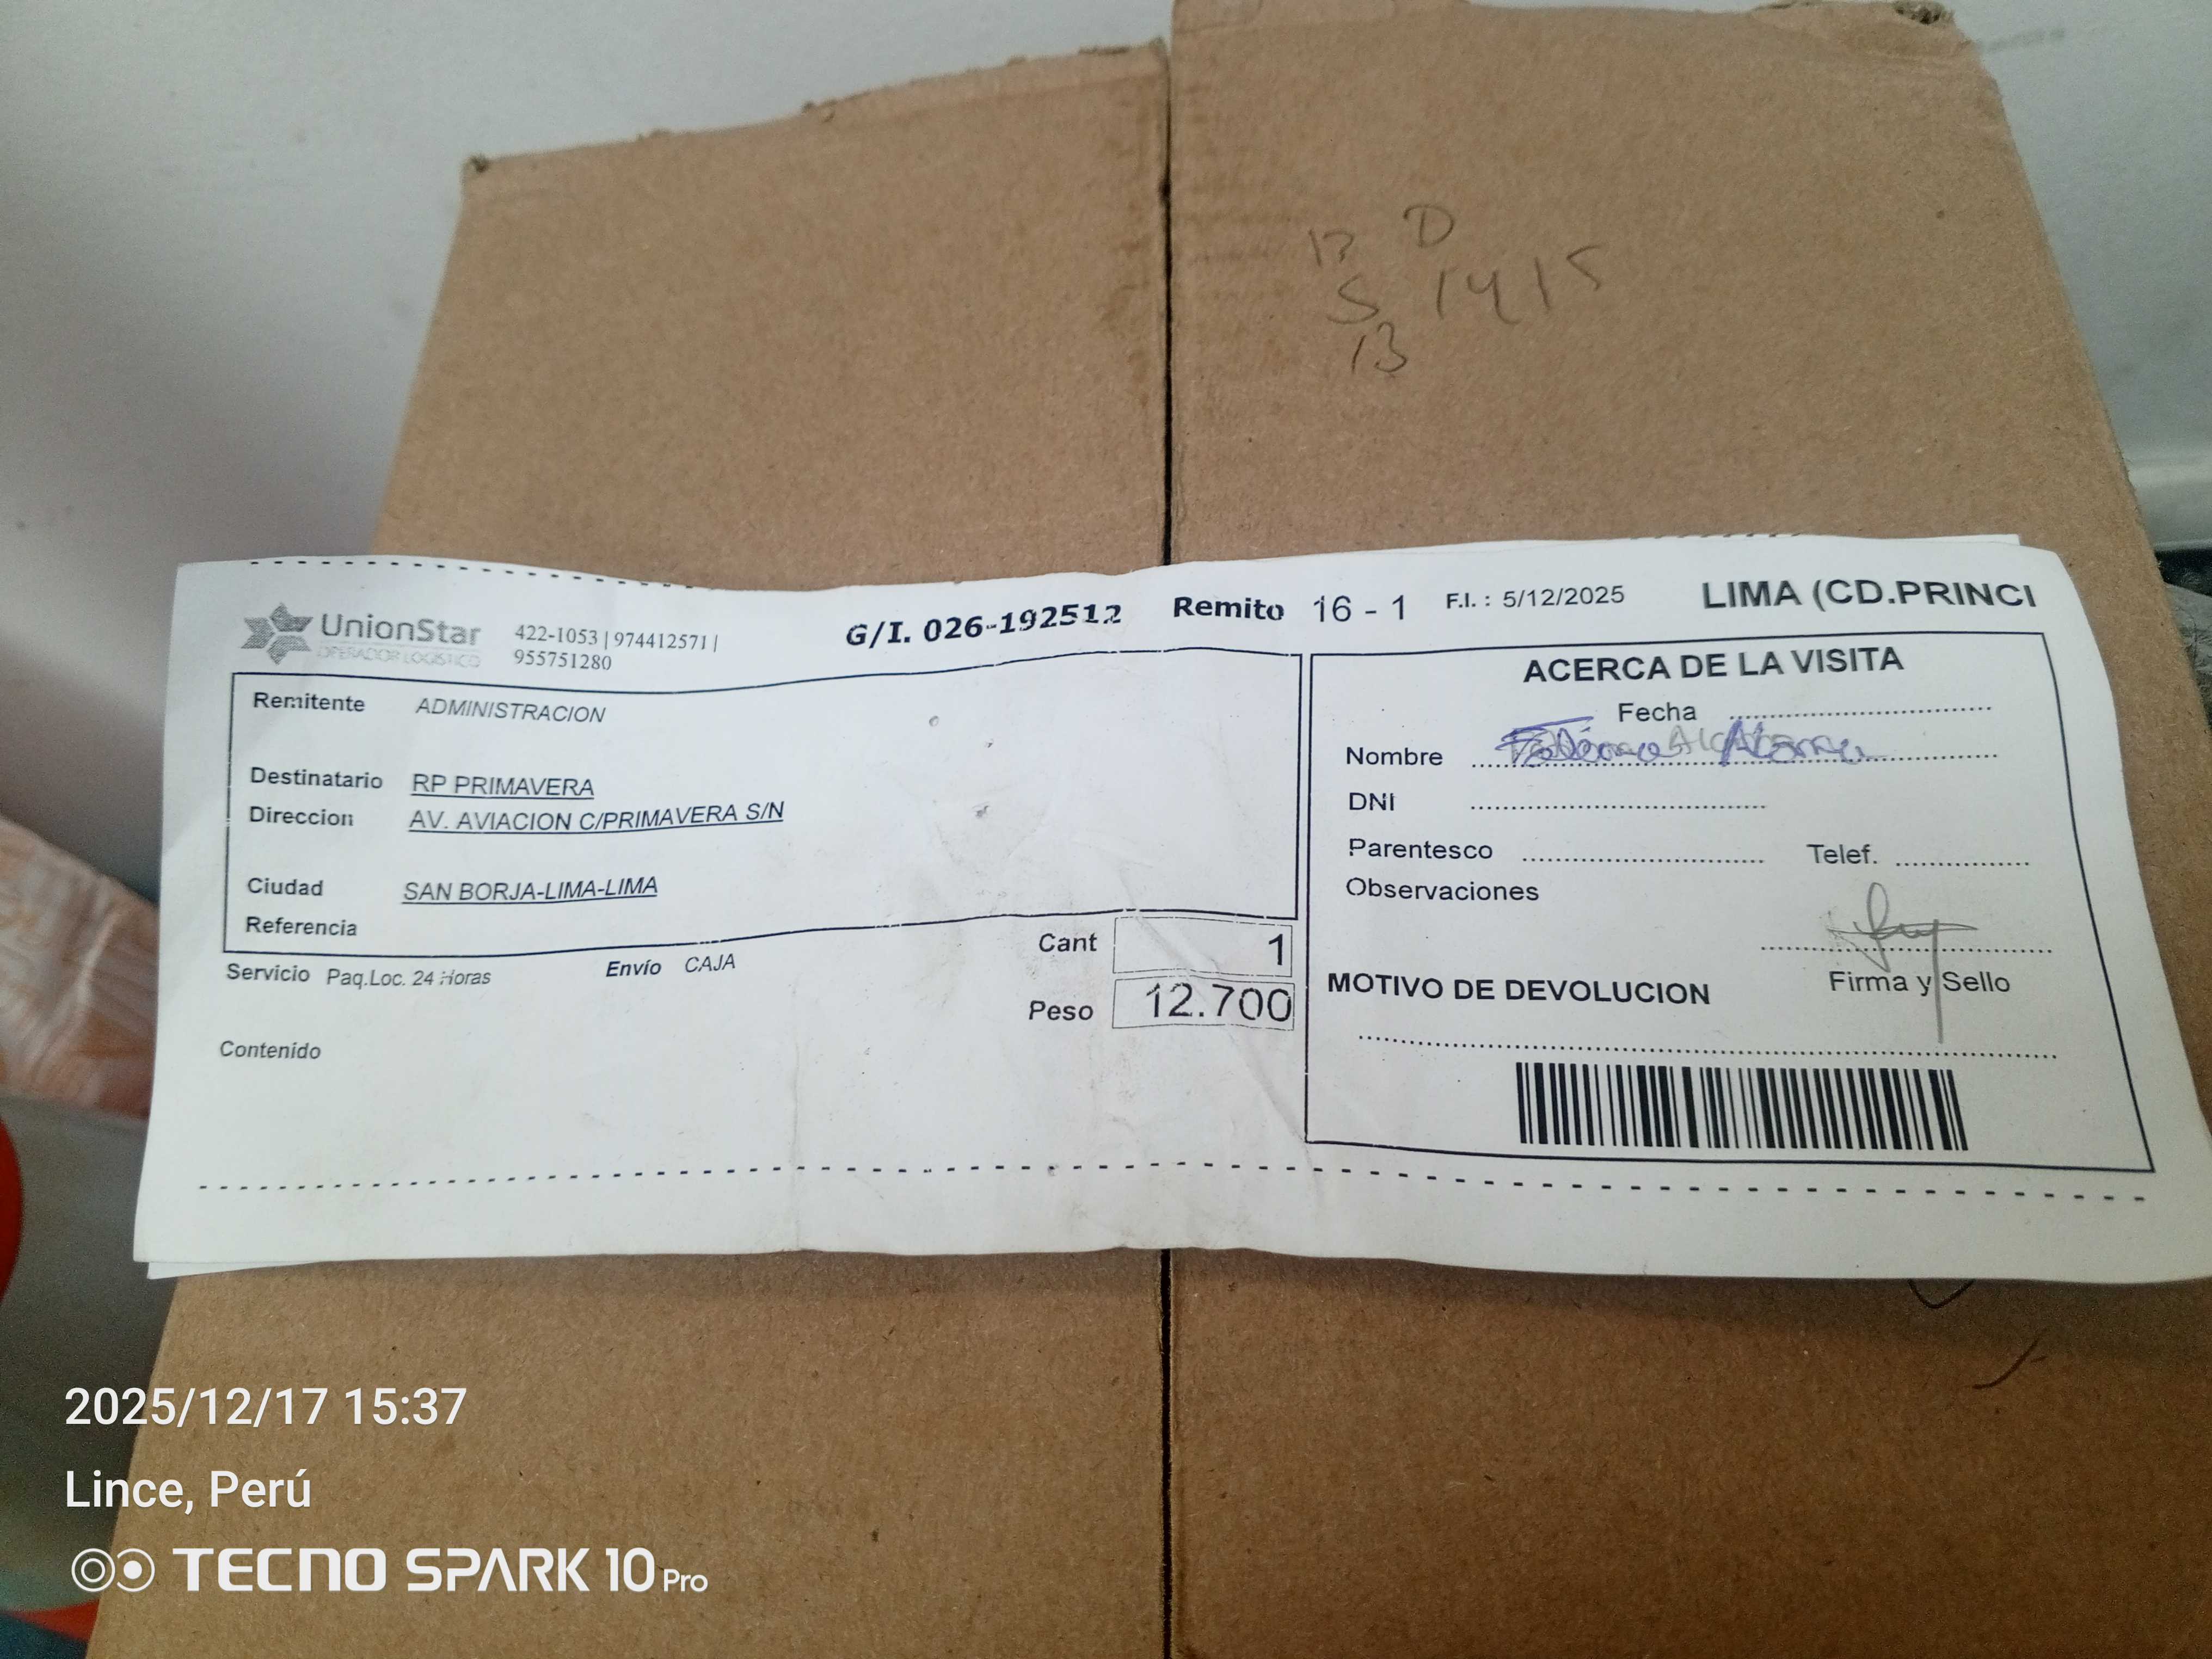 D
S 1415
13
UnionStar
OPERADOR LOGISTICO
422-1053 | 974412571 |
955751280
G/I. 026-192512 Remito 16 - 1 F.I. : 5/12/2025 LIMA (CD.PRINCI
Remitente ADMINISTRACION
Destinatario RP PRIMAVERA
Direccion AV. AVIACION C/PRIMAVERA S/N
Ciudad SAN BORJA-LIMA-LIMA
Referencia
Servicio Paq.Loc. 24 Horas Envío CAJA
Cant 1
Peso 12.700
Contenido
ACERCA DE LA VISITA
Fecha
Nombre
DNI
Parentesco Telef.
Observaciones
Firma y Sello
MOTIVO DE DEVOLUCION
2025/12/17 15:37
Lince, Perú
TECNO SPARK 10 Pro